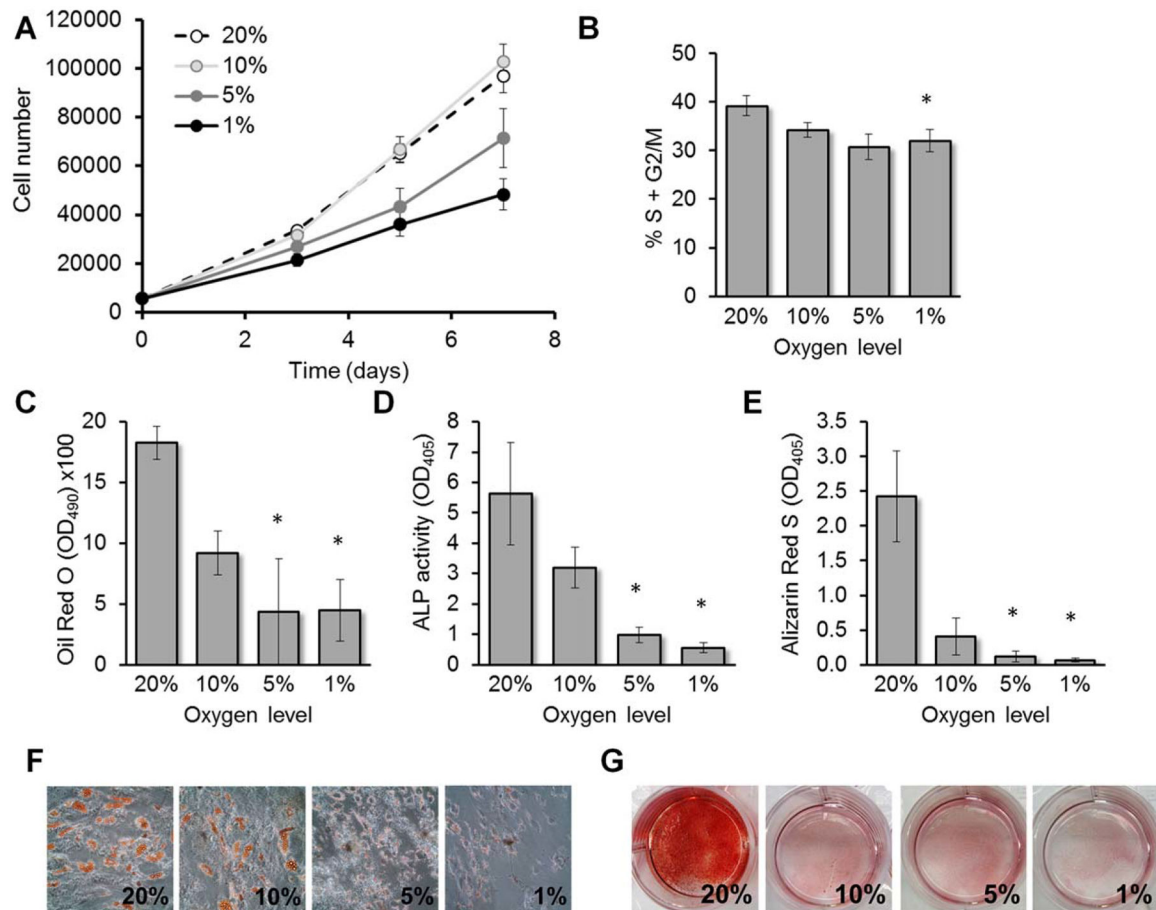 A
120000
100000
80000
60000
40000
20000
0
Cell number
20%
10%
5%
1%
0 2 4 6 8
Time (days)
B
50
40
30
20
10
0
% S + G2/M
*
20% 10% 5% 1%
Oxygen level
C
20
15
10
5
0
Oil Red O (OD490) x100
* *
20% 10% 5% 1%
Oxygen level
D
8
7
6
5
4
3
2
1
0
ALP activity (OD405)
* *
20% 10% 5% 1%
Oxygen level
E
3.5
3.0
2.5
2.0
1.5
1.0
0.5
0.0
Alizarin Red S (OD405)
* *
20% 10% 5% 1%
Oxygen level
F
20% 10% 5% 1%
G
20% 10% 5% 1%